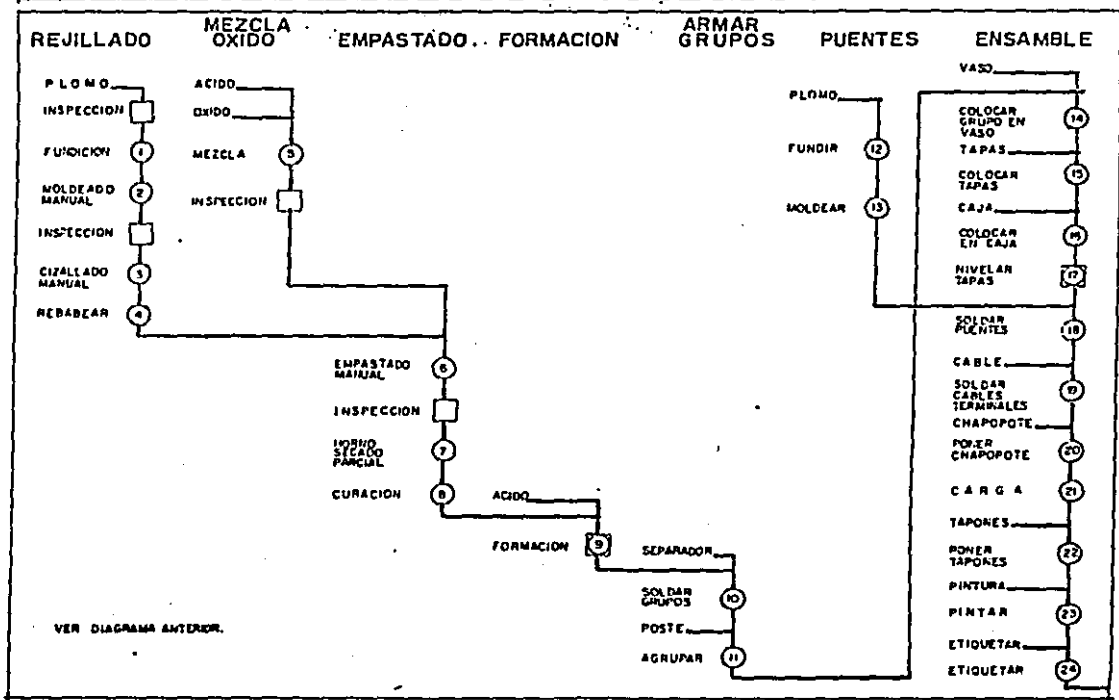 REJILLADO
MEZCLA
OXIDO
EMPASTADO.. FORMACION
ARMAR
GRUPOS
PUENTES
ENSAMBLE
PLOMO
INSPECCION
FUNDICION 1
MOLDEADO
MANUAL 2
INSPECCION
CIZALLADO
MANUAL 3
REBABEAR 4
ACIDO
OXIDO
MEZCLA 5
INSPECCION
EMPASTADO
MANUAL 6
INSPECCION
HORNO
SECADO
PARCIAL 7
CURACION 8
ACIDO
FORMACION 9
SEPARADOR
SOLDAR
GRUPOS 10
POSTE
AGRUPAR 11
PLOMO
FUNDIR 12
MOLDEAR 13
VASO
COLOCAR
GRUPO EN
VASO 14
TAPAS
COLOCAR
TAPAS 15
CAJA
COLOCAR
EN CAJA 16
NIVELAR
TAPAS 17
SOLDAR
PUENTES 18
CABLE
SOLDAR
CABLES
TERMINALES 19
CHAPOPOTE
PONER
CHAPOPOTE 20
CARGA 21
TAPONES
PONER
TAPONES 22
PINTURA
PINTAR 23
ETIQUETAR
ETIQUETAR 24
VER DIAGRAMA ANTERIOR.